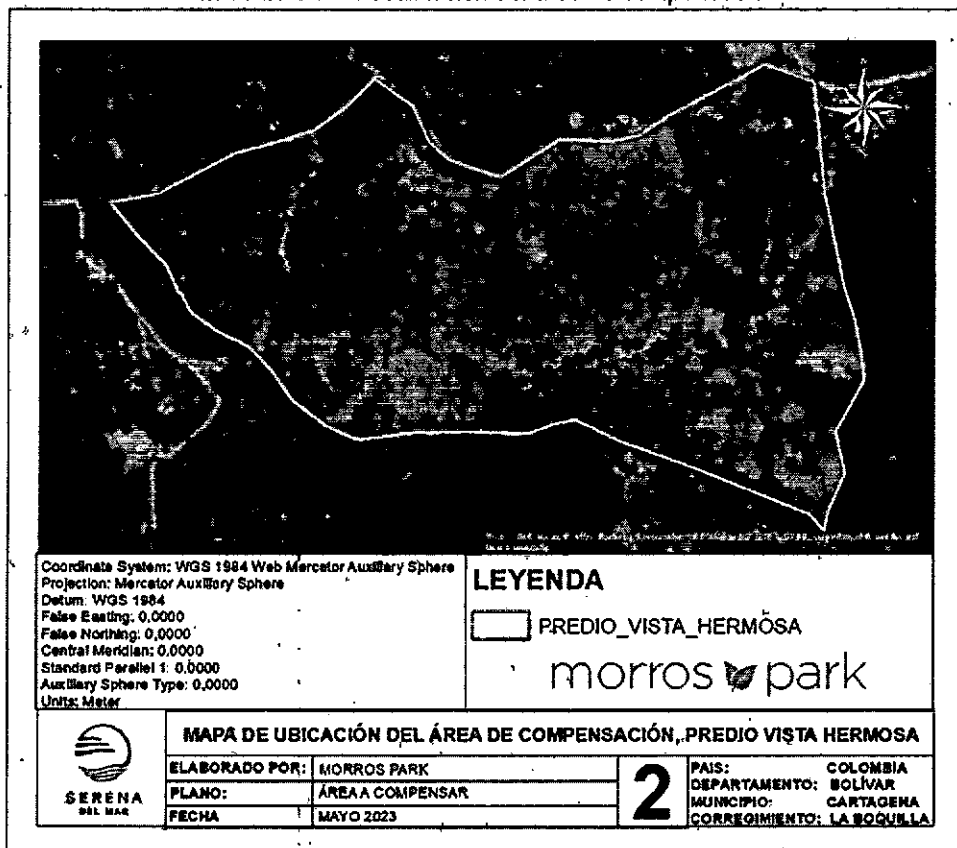 Coordinate System: WGS 1984 Web Mercator Auxiliary Sphere
Projection: Mercator Auxiliary Sphere
Datum: WGS 1984
False Easting: 0,0000
False Northing: 0,0000
Central Meridian: 0,0000
Standard Parallel 1: 0,0000
Auxiliary Sphere Type: 0,0000
Units: Meter
LEYENDA
PREDIO_VISTA_HERMOSA
morros park
SERENA
DEL MAR
MAPA DE UBICACIÓN DEL ÁREA DE COMPENSACIÓN, PREDIO VISTA HERMOSA
ELABORADO POR: MORROS PARK
PLANO: ÁREA A COMPENSAR
FECHA MAYO 2023
2
PAIS: COLOMBIA
DEPARTAMENTO: BOLÍVAR
MUNICIPIO: CARTAGENA
CORREGIMIENTO: LA BOQUILLA